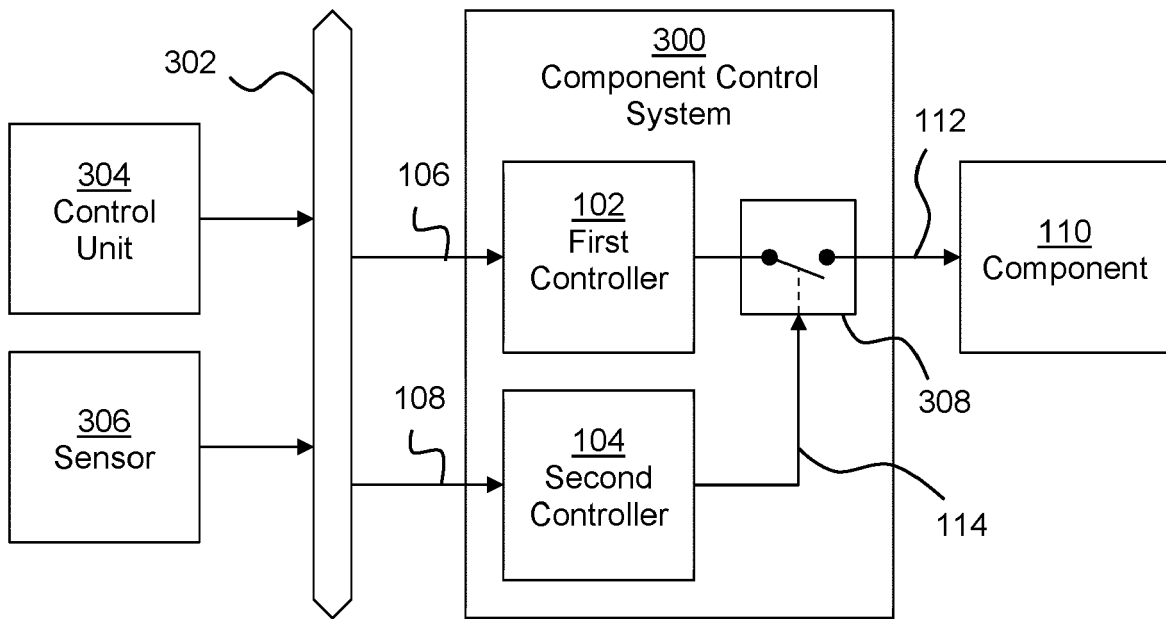 302
300
Component Control
System
112
304
Control
Unit
106
102
First
Controller
110
Component
306
Sensor
108
104
Second
Controller
308
114